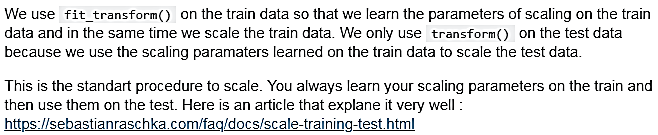 We use fit_transform() on the train data so that we learn the parameters of scaling on the train
data and in the same time we scale the train data. We only use transform() on the test data
because we use the scaling paramaters learned on the train data to scale the test data.
This is the standart procedure to scale. You always learn your scaling parameters on the train and
then use them on the test. Here is an article that explane it very well :
https://sebastianraschka.com/faq/docs/scale-training-test.html